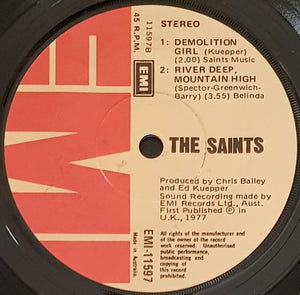 45 R.P.M.
11597B
EMI
STEREO
1: DEMOLITION
GIRL (Kuepper)
(2.00) Saints Music
2: RIVER DEEP,
MOUNTAIN HIGH
(Spector-Greenwich-
Barry) (3.55) Belinda
THE SAINTS
Produced by Chris Bailey
and Ed Kuepper
Sound Recording made by
EMI Records Ltd., Aust.
First Published Ⓟ in
U.K., 1977
All rights of the manufacturer
and of the owner of the record
work reserved. Unauthorised
public performance,
broadcasting and
copying of this
record prohibited.
EMI-11597
Made in Australia.
EMI